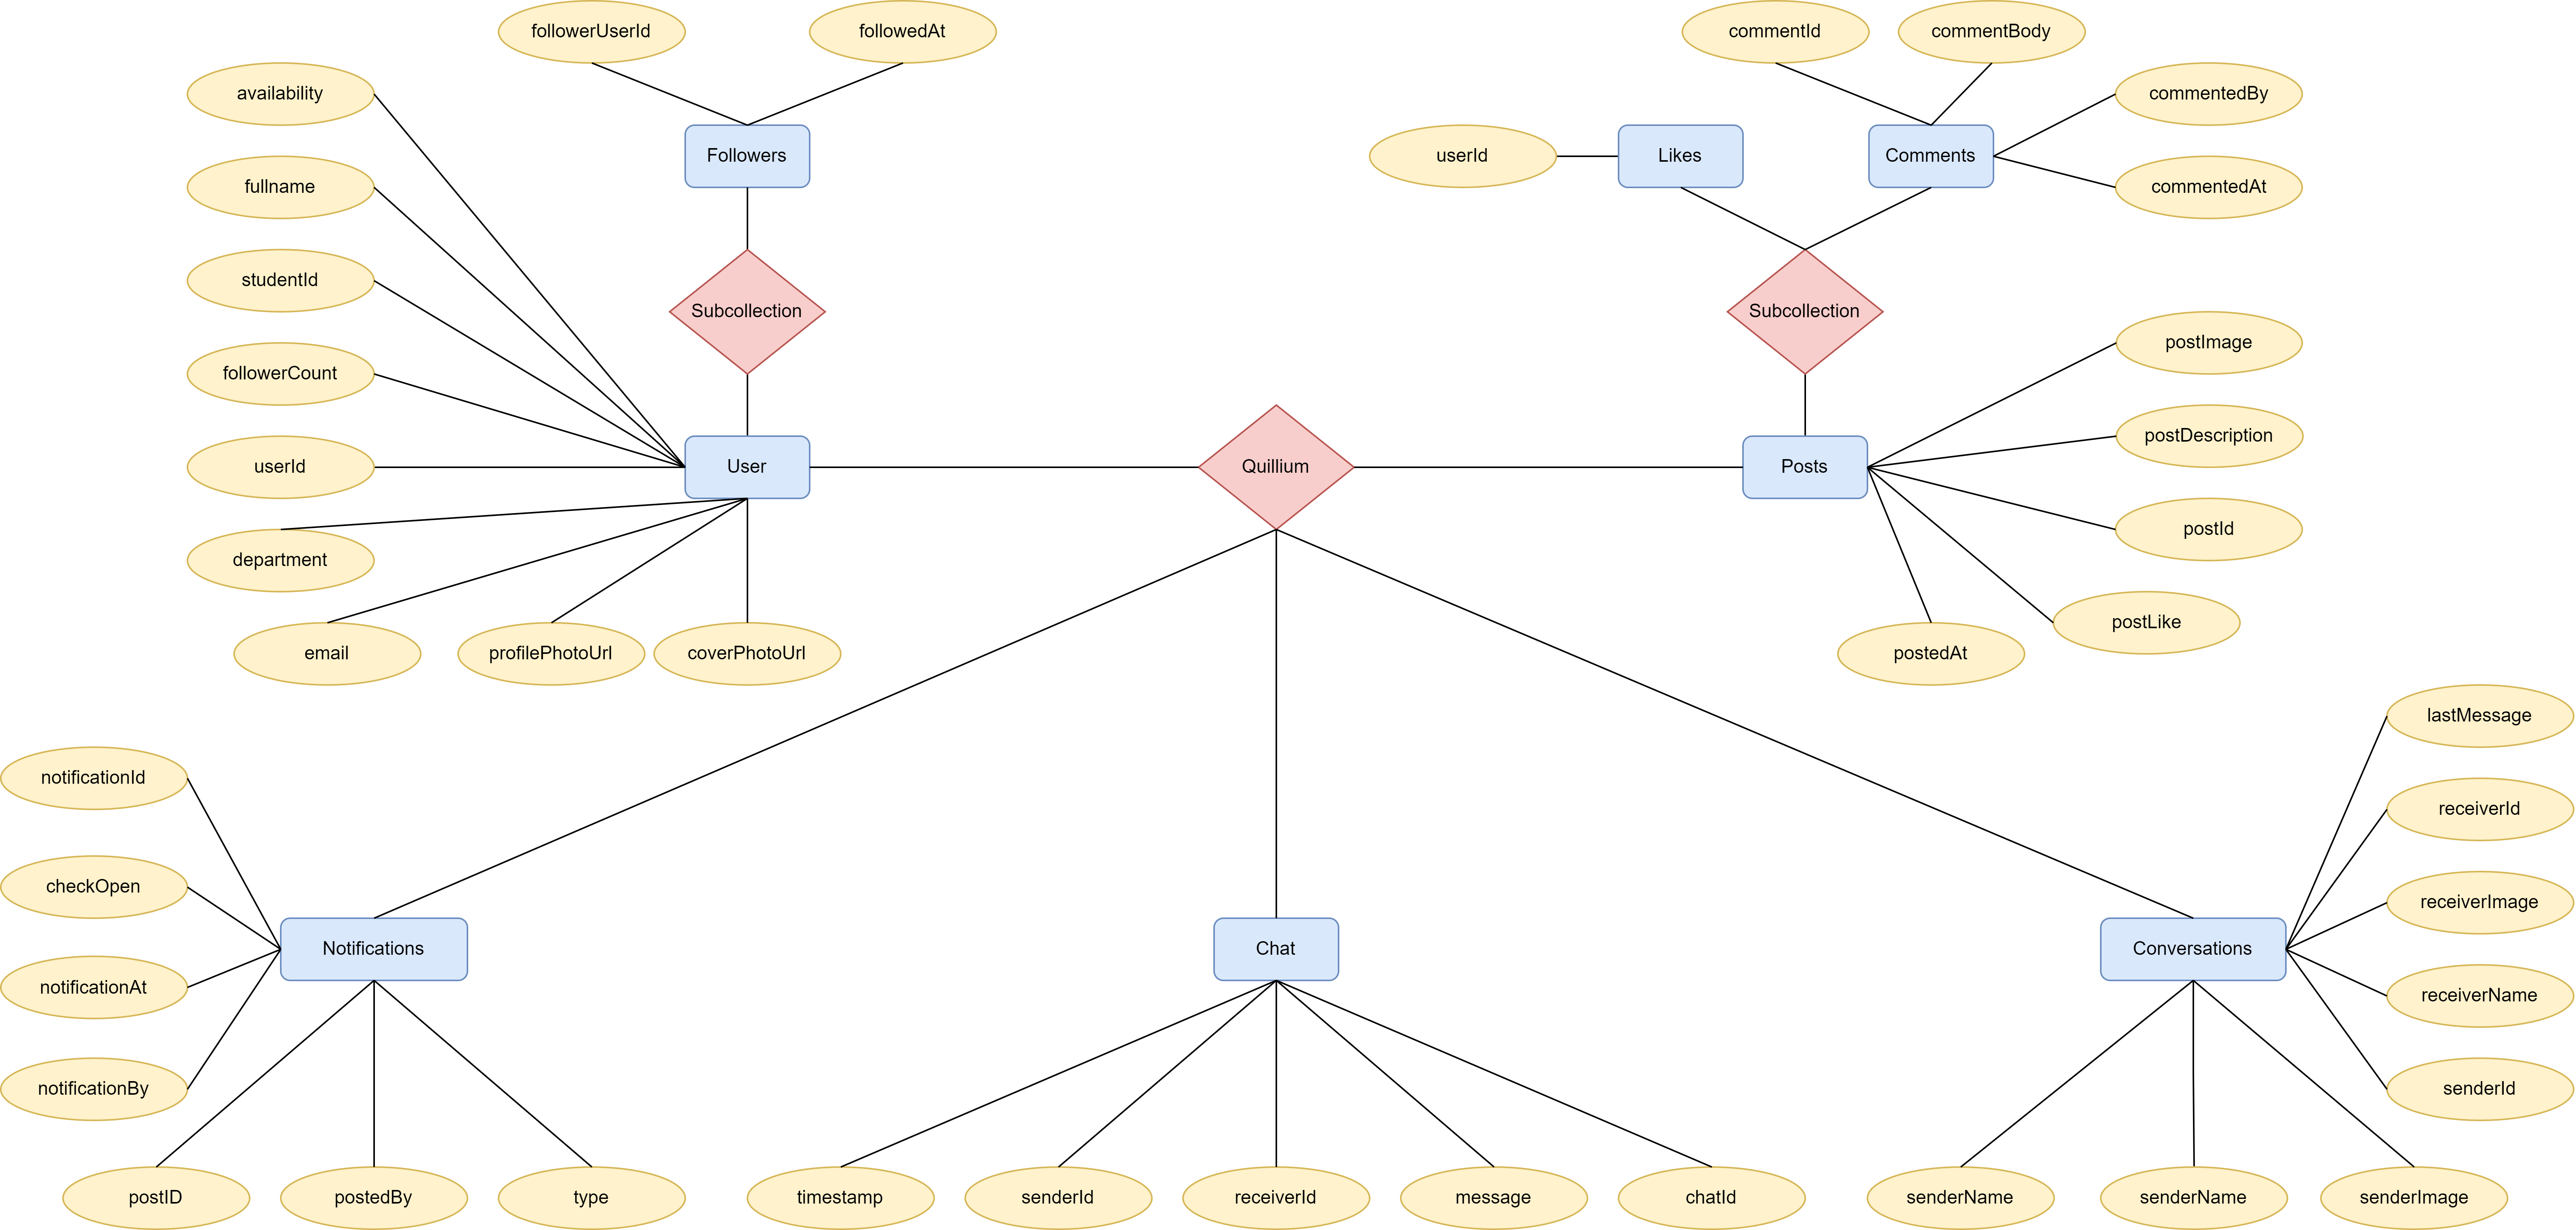 followerUserId
followedAt
commentId
commentBody
availability
commentedBy
Followers
userId
Likes
Comments
fullname
commentedAt
studentId
Subcollection
Subcollection
postImage
followerCount
postDescription
userId
User
Quillium
Posts
postId
department
postLike
email
profilePhotoUrl
coverPhotoUrl
postedAt
lastMessage
notificationId
receiverId
checkOpen
receiverImage
Notifications
Chat
Conversations
notificationAt
receiverName
notificationBy
senderId
postID
postedBy
type
timestamp
senderId
receiverId
message
chatId
senderName
senderName
senderImage